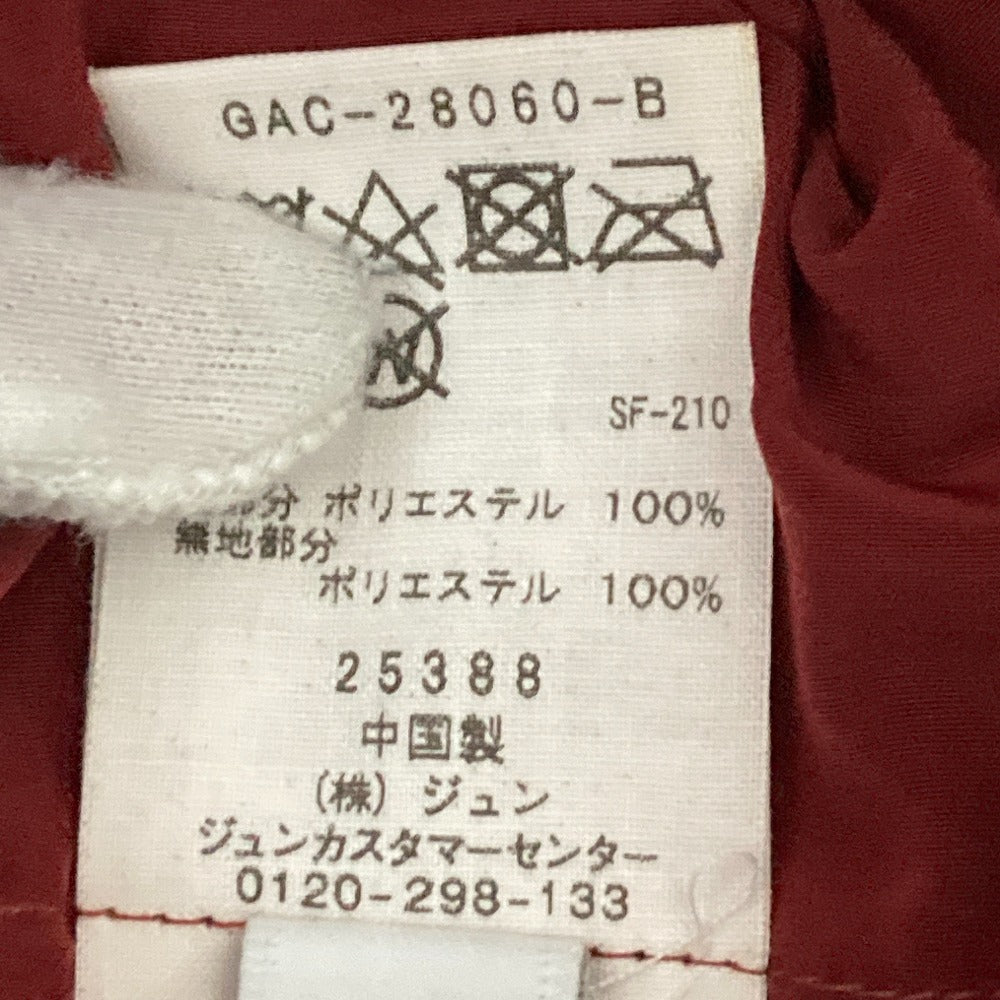 GAC-28060-B
SF-210
部分 ポリエステル 100%
無地部分
ポリエステル 100%
25388
中国製
(株) ジュン
ジュンカスタマーセンター
0120-298-133